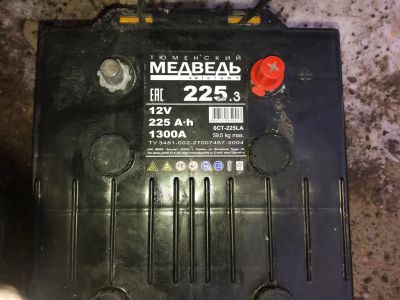 ТЮМЕНСКИЙ
МЕДВЕДЬ
EAC 225.3
12V
225 A·h
1300A
6CT-225LA
59.5 kg max.
ТУ 3481-002-27007467-2004